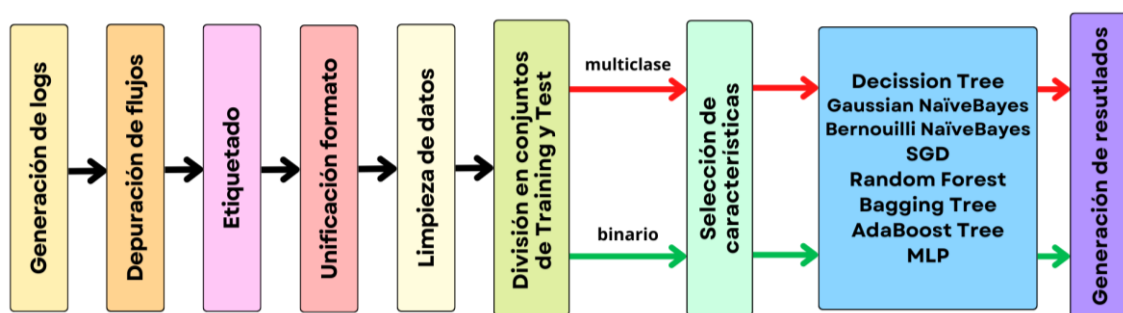 Generación de logs
Depuración de flujos
Etiquetado
Unificación formato
Limpieza de datos
División en conjuntos
de Training y Test
multiclase
binario
Selección de
características
Decission Tree
Gaussian NaïveBayes
Bernouilli NaïveBayes
SGD
Random Forest
Bagging Tree
AdaBoost Tree
MLP
Generación de resutlados